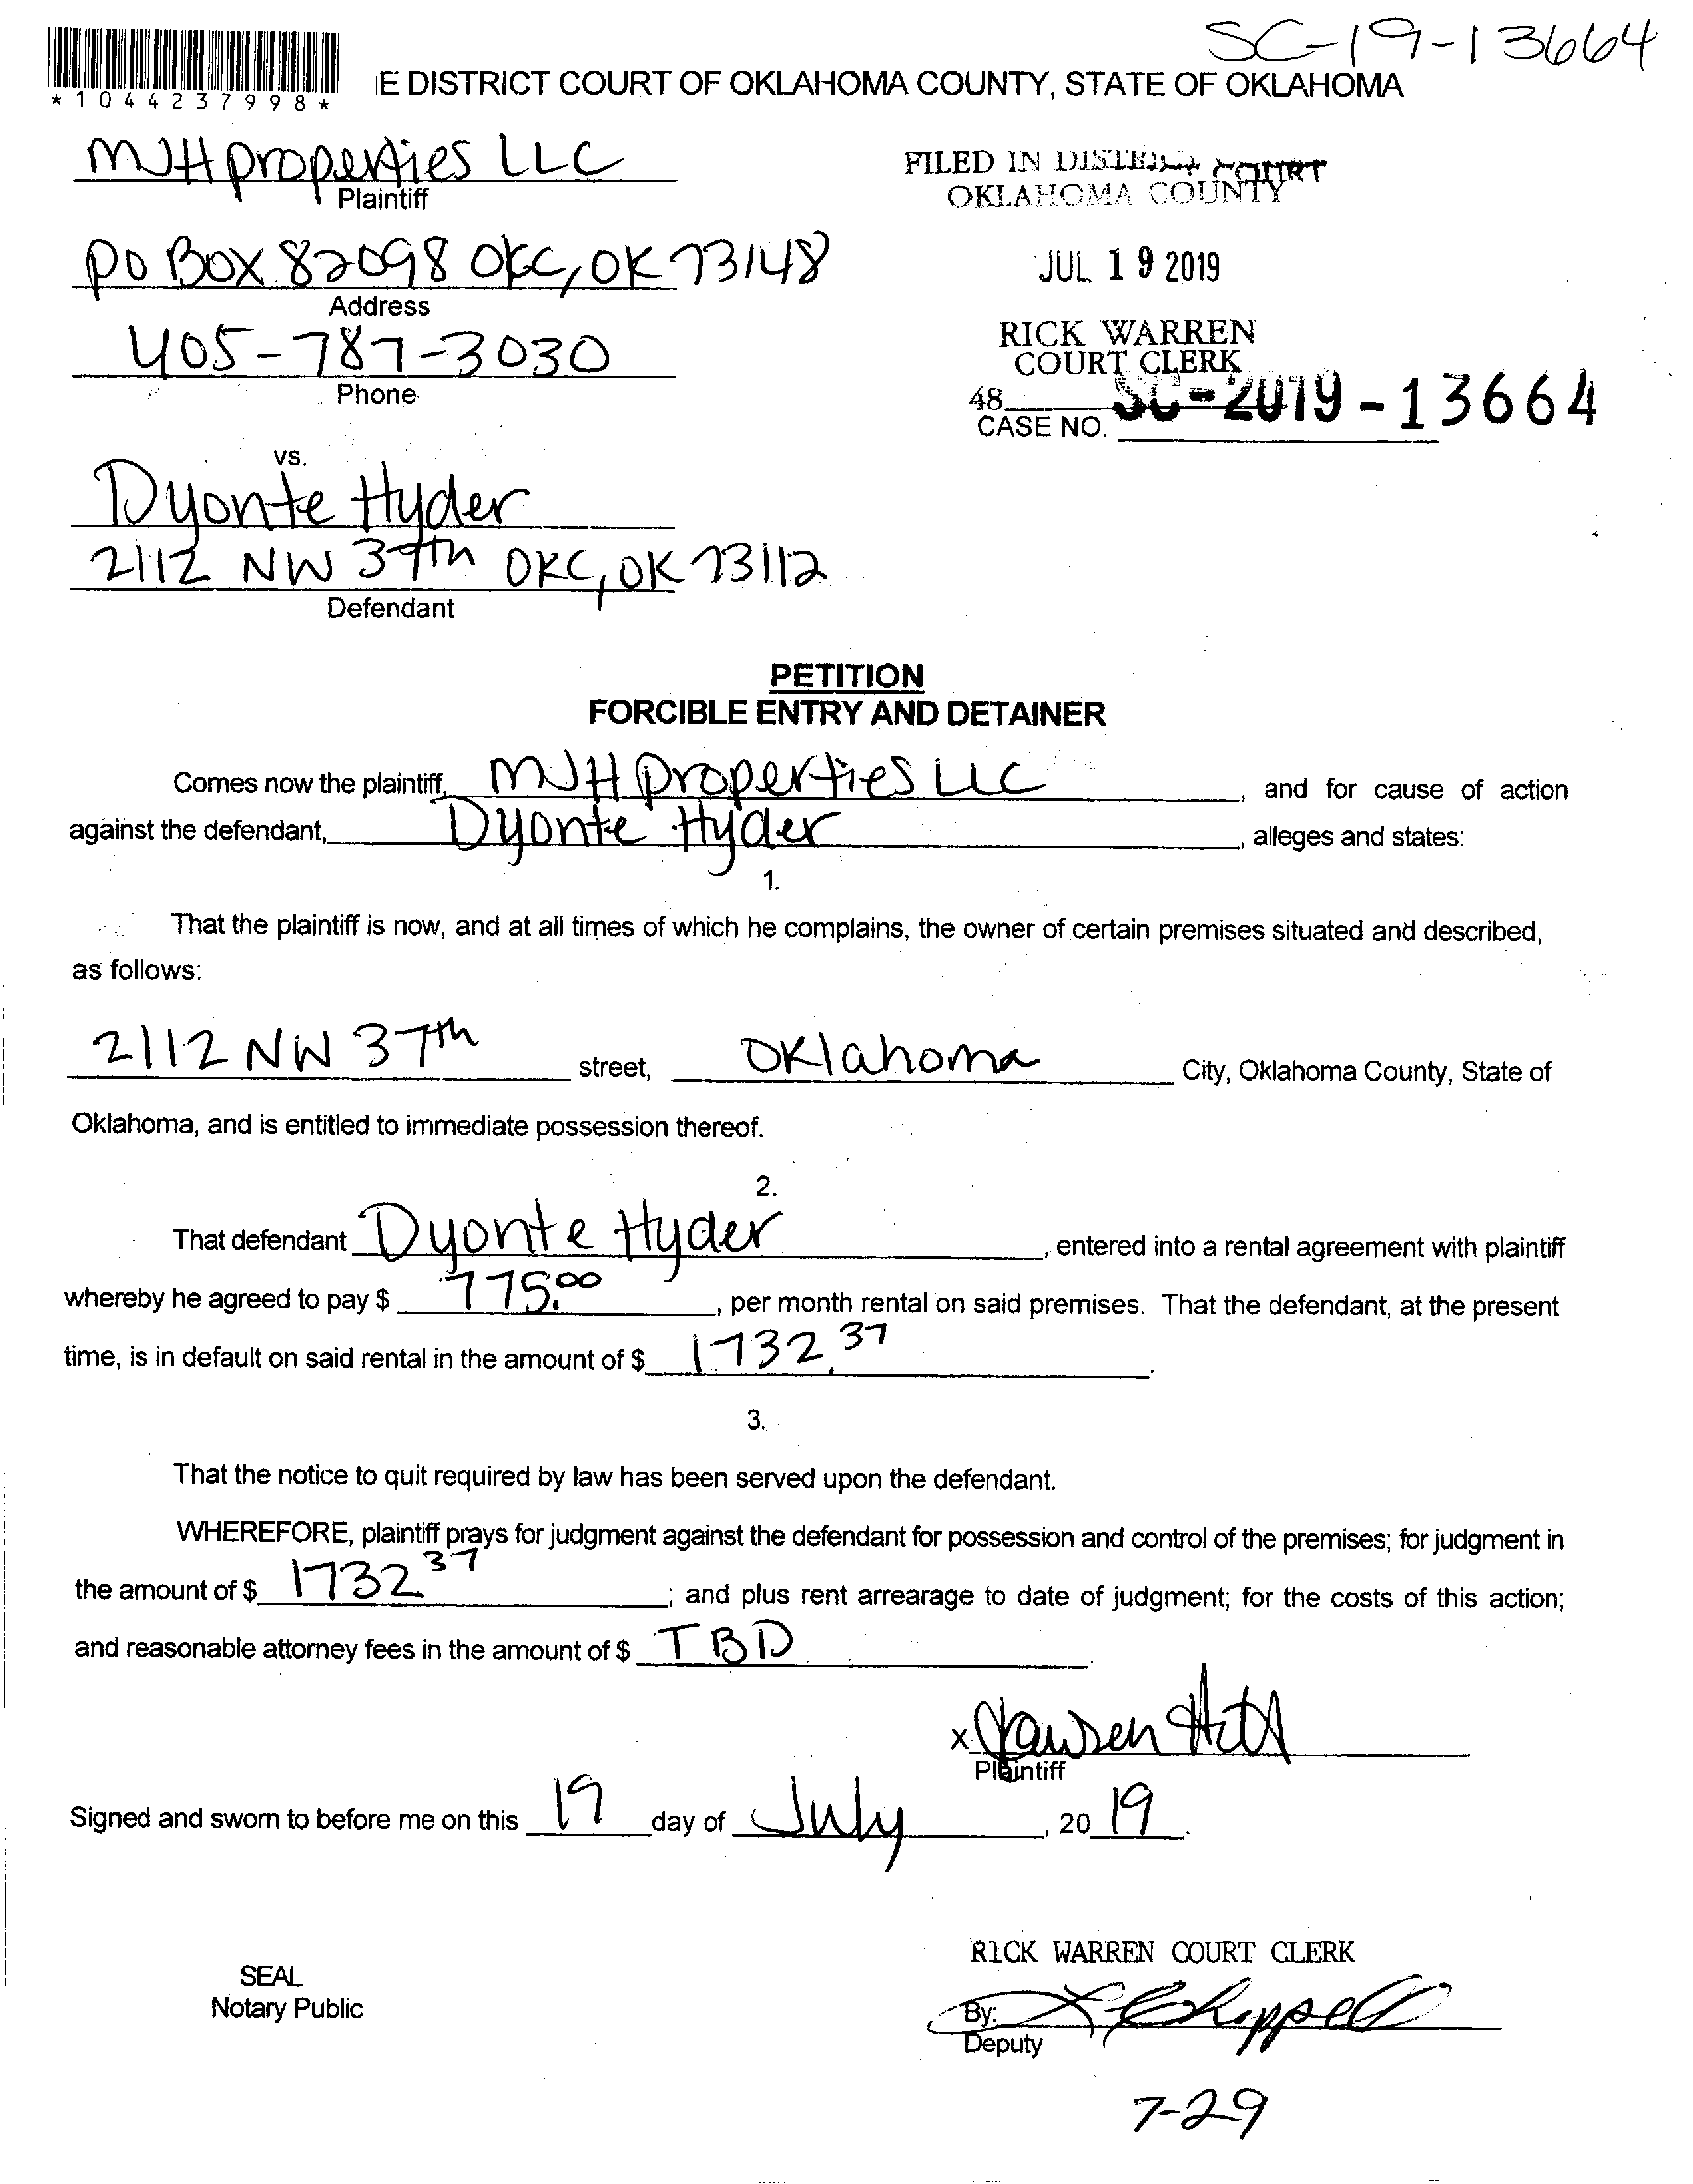 SC-19-13664
*1044237998*
E DISTRICT COURT OF OKLAHOMA COUNTY, STATE OF OKLAHOMA
MJH properties LLC
Plaintiff
FILED IN DISTRICT COURT
OKLAHOMA COUNTY
PO BOX 82098 OKC, OK 73148
Address
JUL 19 2019
405-787-3030
Phone
RICK WARREN
COURT CLERK
48
CASE NO. SC-2019-13664
vs.
Dyonte Hyder
2112 NW 37th OKC, OK 73112
Defendant
PETITION
FORCIBLE ENTRY AND DETAINER
Comes now the plaintiff, MJH Properties LLC, and for cause of action
against the defendant, Dyonte Hyder, alleges and states:
1.
That the plaintiff is now, and at all times of which he complains, the owner of certain premises situated and described,
as follows:
2112 NW 37th street, Oklahoma City, Oklahoma County, State of
Oklahoma, and is entitled to immediate possession thereof.
2.
That defendant Dyonte Hyder, entered into a rental agreement with plaintiff
whereby he agreed to pay $ 775.00, per month rental on said premises. That the defendant, at the present
time, is in default on said rental in the amount of $ 1732.37.
3.
That the notice to quit required by law has been served upon the defendant.
WHEREFORE, plaintiff prays for judgment against the defendant for possession and control of the premises; for judgment in
the amount of $ 1732 37; and plus rent arrearage to date of judgment; for the costs of this action;
and reasonable attorney fees in the amount of $ TBD.
x
Plaintiff
Signed and sworn to before me on this 19 day of July, 20 19.
RICK WARREN COURT CLERK
SEAL
Notary Public
By: Chappell
Deputy
7-29